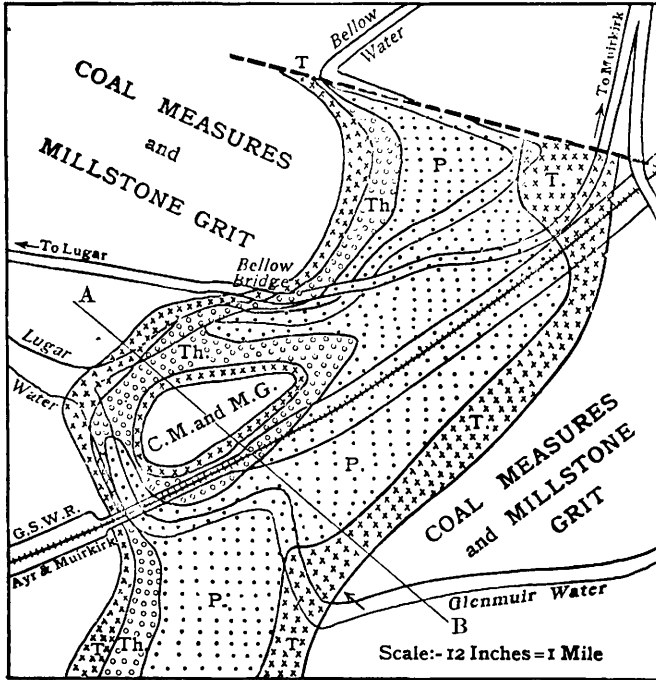 Bellow
Water
To Muirkirk
T
COAL MEASURES
and
MILLSTONE GRIT
P.
T.
Th.
To Lugar
Bellow
Bridge
A
Lugar
Water
Th.
C.M. and M.G.
T.
P.
COAL MEASURES
and MILLSTONE
GRIT
G.S.W.R.
Ayr & Muirkirk
P.
Glenmuir Water
B
T
Th.
T
Scale:- 12 Inches = 1 Mile